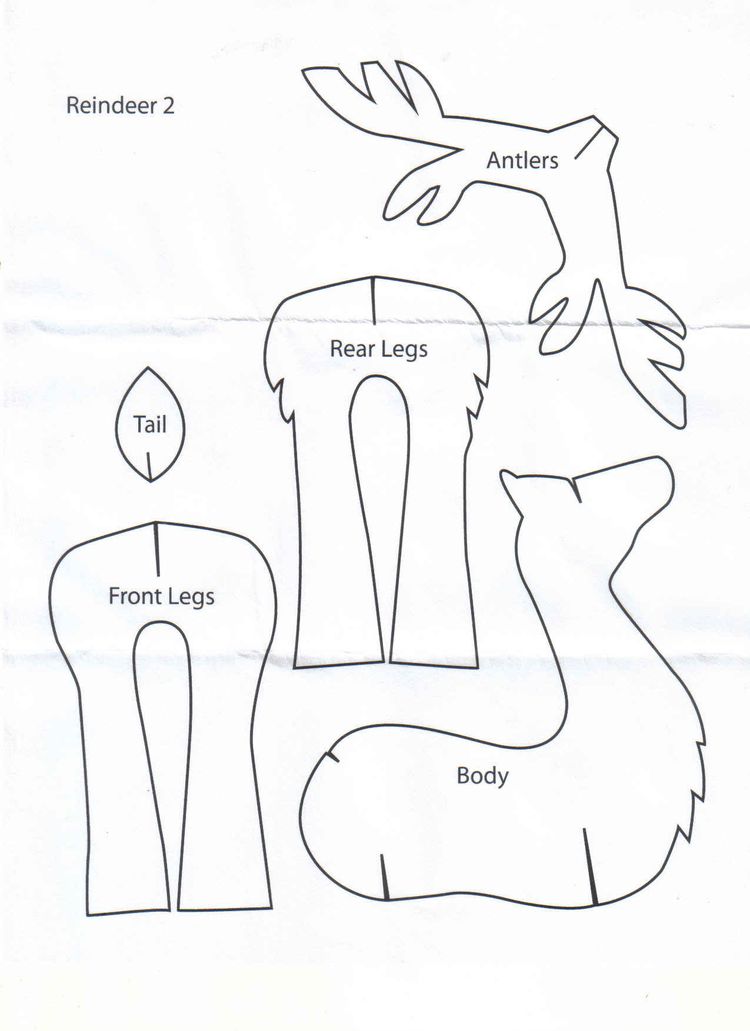 Reindeer 2
Antlers
Rear Legs
Tail
Front Legs
Body